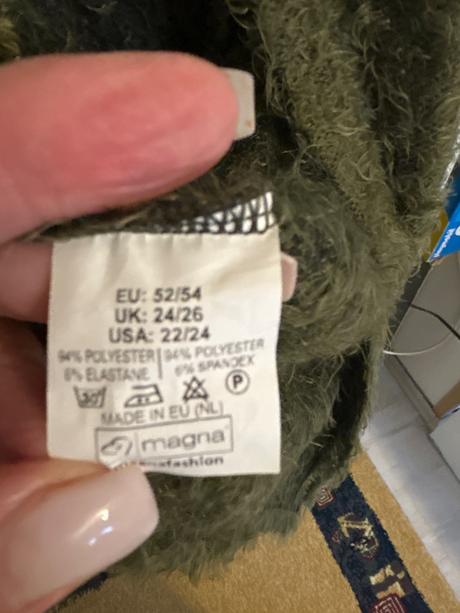 EU: 52/54
UK: 24/26
USA: 22/24
94% POLYESTER 94% POLYESTER
6% ELASTANE 6% SPANDEX
30° P
MADE IN EU (NL)
magna